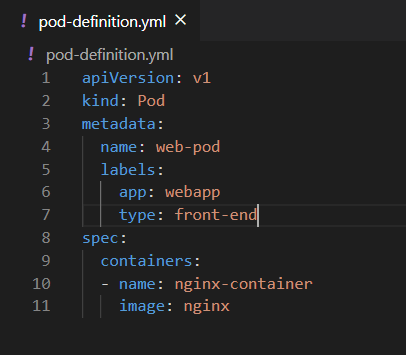 ! pod-definition.yml ×
! pod-definition.yml
1 apiVersion: v1
2 kind: Pod
3 metadata:
4   name: web-pod
5   labels:
6     app: webapp
7     type: front-end
8 spec:
9   containers:
10   - name: nginx-container
11     image: nginx